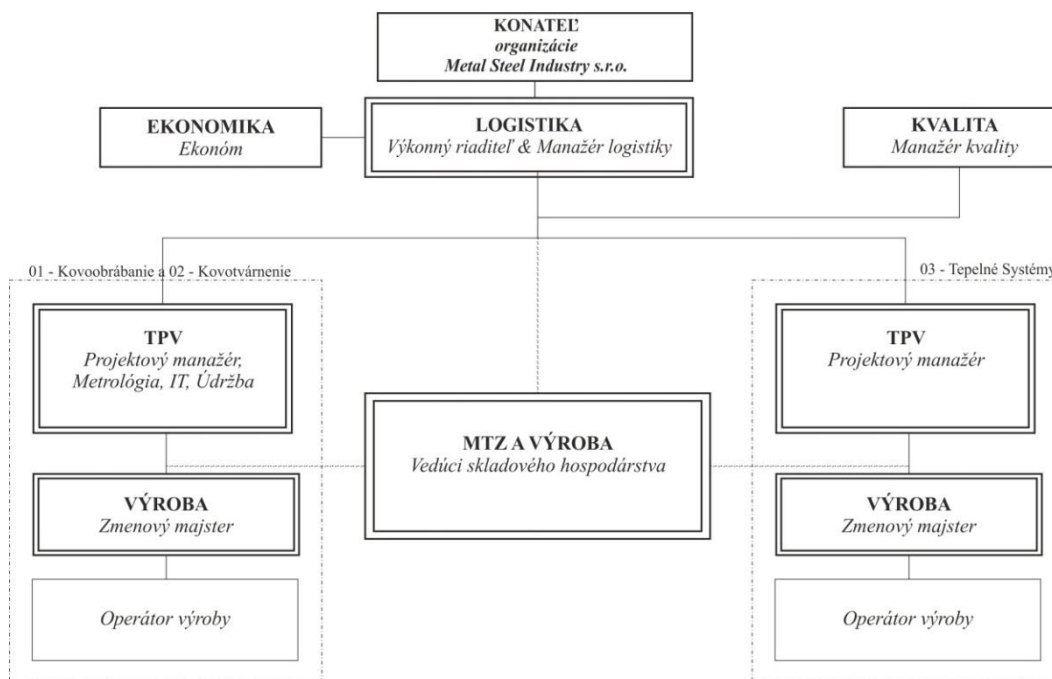 KONATEĽ
organizácie
Metal Steel Industry s.r.o.
EKONOMIKA
Ekonóm
LOGISTIKA
Výkonný riaditeľ & Manažér logistiky
KVALITA
Manažér kvality
01 - Kovoobrábanie a 02 - Kovotvárnenie
03 - Tepelné Systémy
TPV
Projektový manažér,
Metrológia, IT, Údržba
TPV
Projektový manažér
MTZ A VÝROBA
Vedúci skladového hospodárstva
VÝROBA
Zmenový majster
VÝROBA
Zmenový majster
Operátor výroby
Operátor výroby